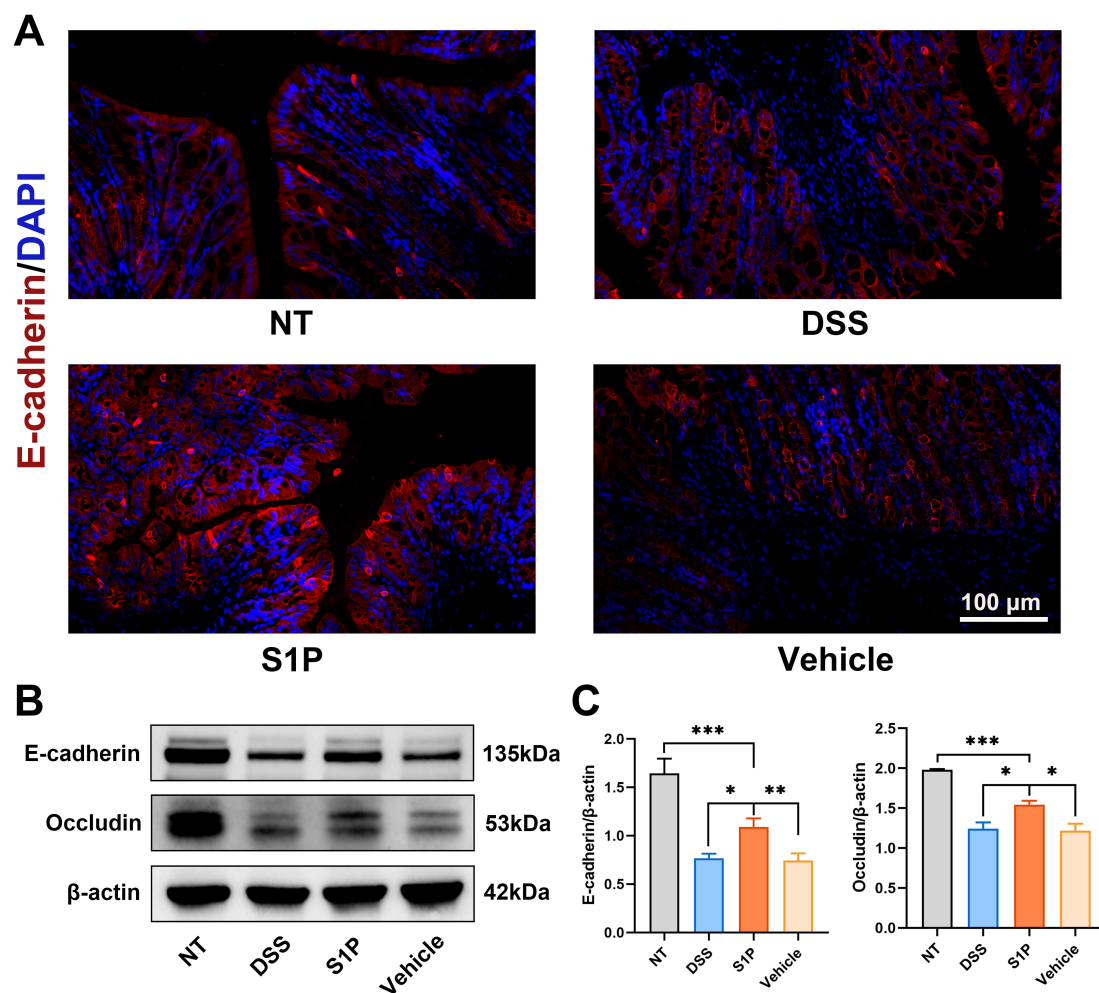 A
E-cadherin/DAPI
NT
DSS
S1P
Vehicle
100 µm
B
E-cadherin
135kDa
Occludin
53kDa
β-actin
42kDa
NT
DSS
S1P
Vehicle
C
E-cadherin/β-actin
2.0
1.5
1.0
0.5
0.0
***
*
**
NT
DSS
S1P
Vehicle
Occludin/β-actin
2.5
2.0
1.5
1.0
0.5
0.0
***
*
*
NT
DSS
S1P
Vehicle